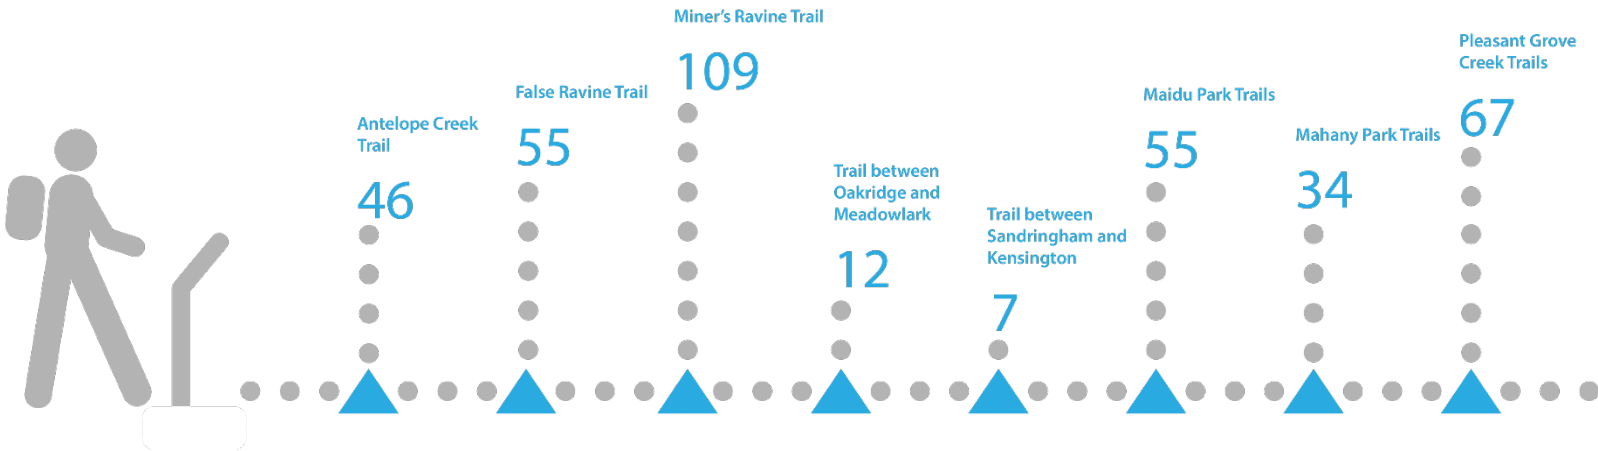 Antelope Creek
Trail
46
False Ravine Trail
55
Miner's Ravine Trail
109
Trail between
Oakridge and
Meadowlark
12
Trail between
Sandringham and
Kensington
7
Maidu Park Trails
55
Mahany Park Trails
34
Pleasant Grove
Creek Trails
67